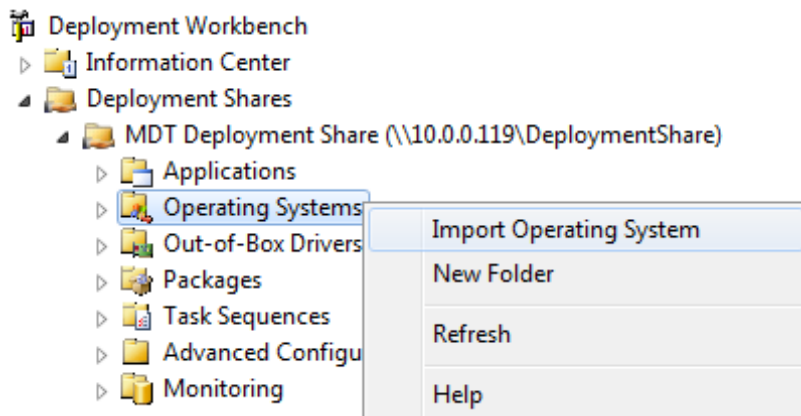 Deployment Workbench
Information Center
Deployment Shares
MDT Deployment Share (\\10.0.0.119\DeploymentShare)
Applications
Operating Systems
Import Operating System
Out-of-Box Drivers
New Folder
Packages
Task Sequences
Refresh
Advanced Configu
Monitoring
Help